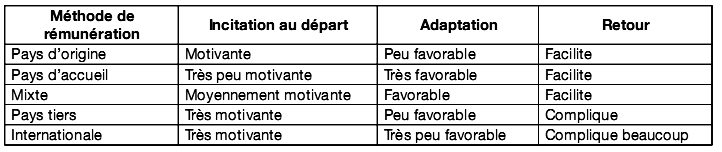 Méthode de rémunération | Incitation au départ | Adaptation | Retour
Pays d'origine | Motivante | Peu favorable | Facilite
Pays d'accueil | Très peu motivante | Très favorable | Facilite
Mixte | Moyennement motivante | Favorable | Facilite
Pays tiers | Très motivante | Peu favorable | Complique
Internationale | Très motivante | Très peu favorable | Complique beaucoup